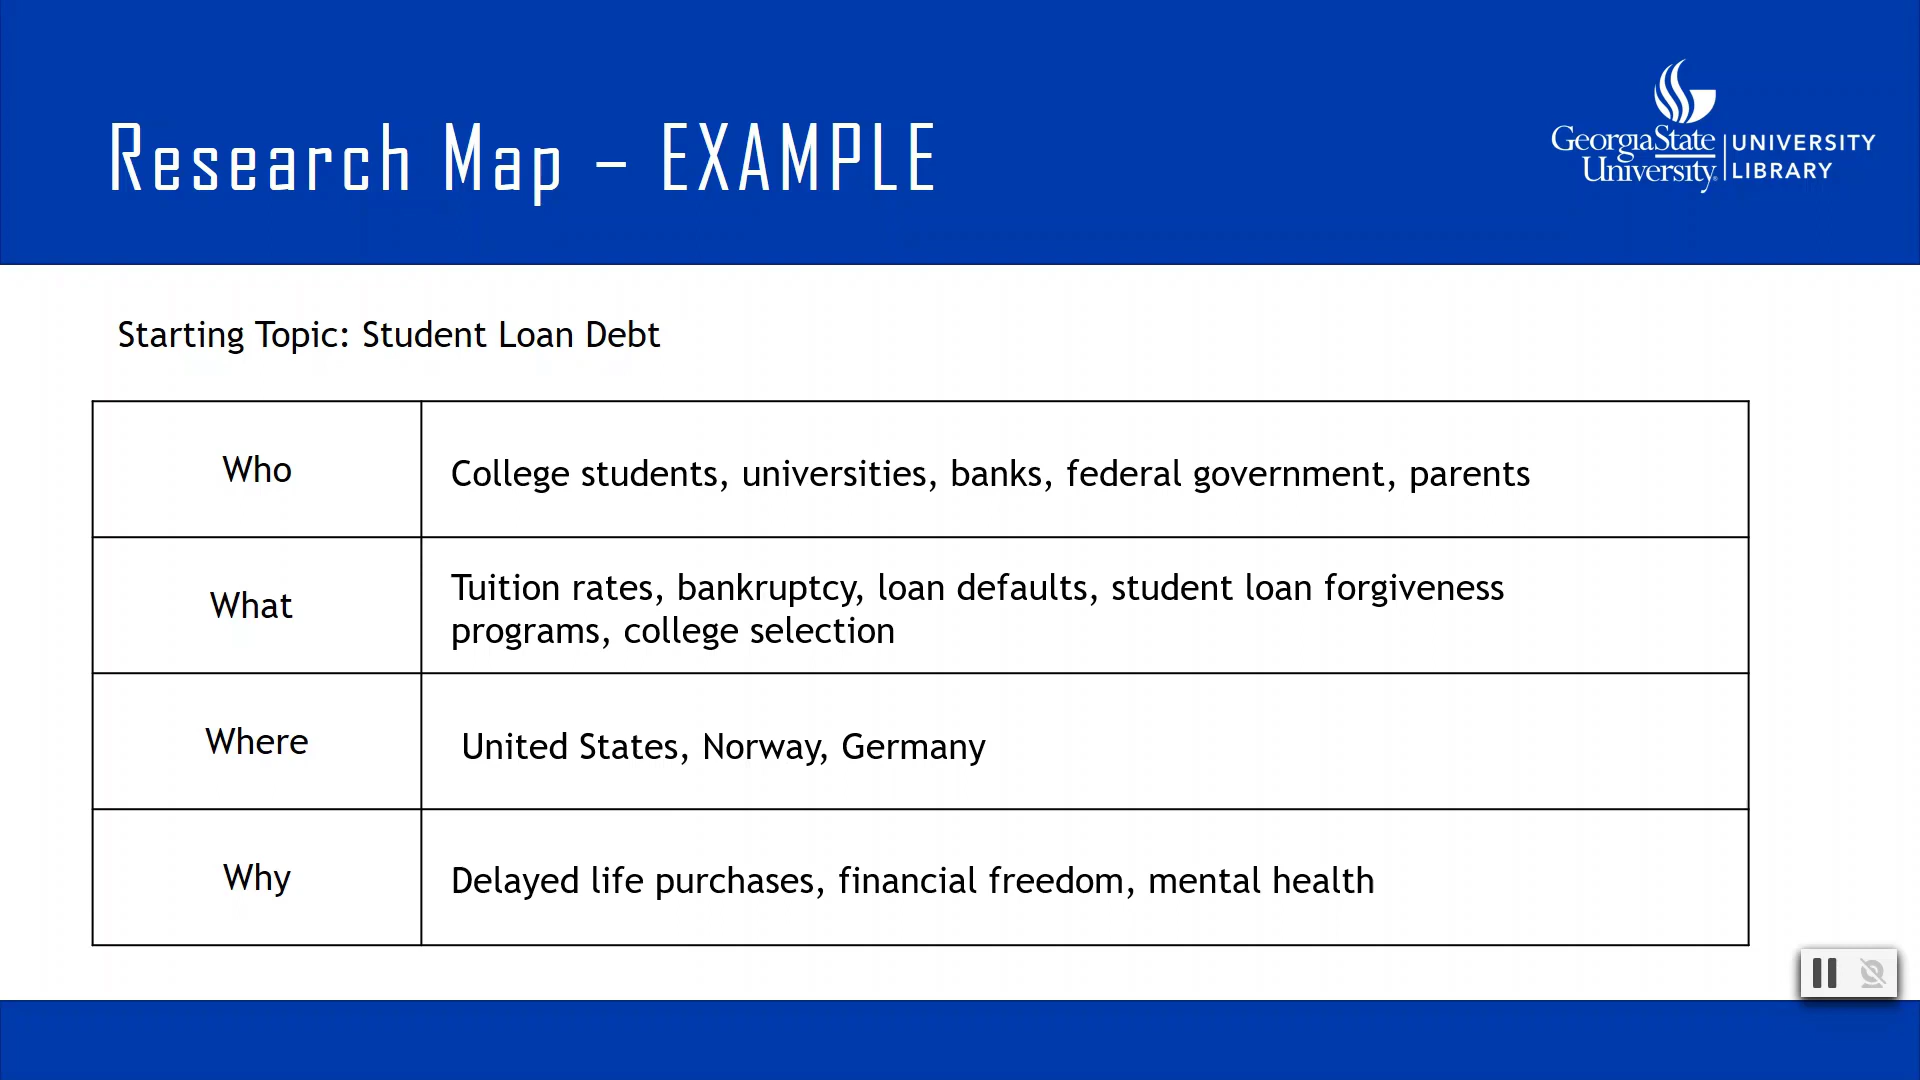 Research Map – EXAMPLE
GeorgiaState
University
UNIVERSITY
LIBRARY
Starting Topic: Student Loan Debt
Who
College students, universities, banks, federal government, parents
What
Tuition rates, bankruptcy, loan defaults, student loan forgiveness
programs, college selection
Where
United States, Norway, Germany
Why
Delayed life purchases, financial freedom, mental health